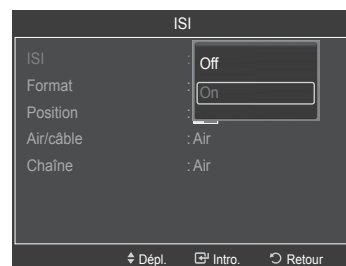 ISI
ISI : Off
Format : On
Position :
Air/câble : Air
Chaîne : Air
Dépl. Intro. Retour